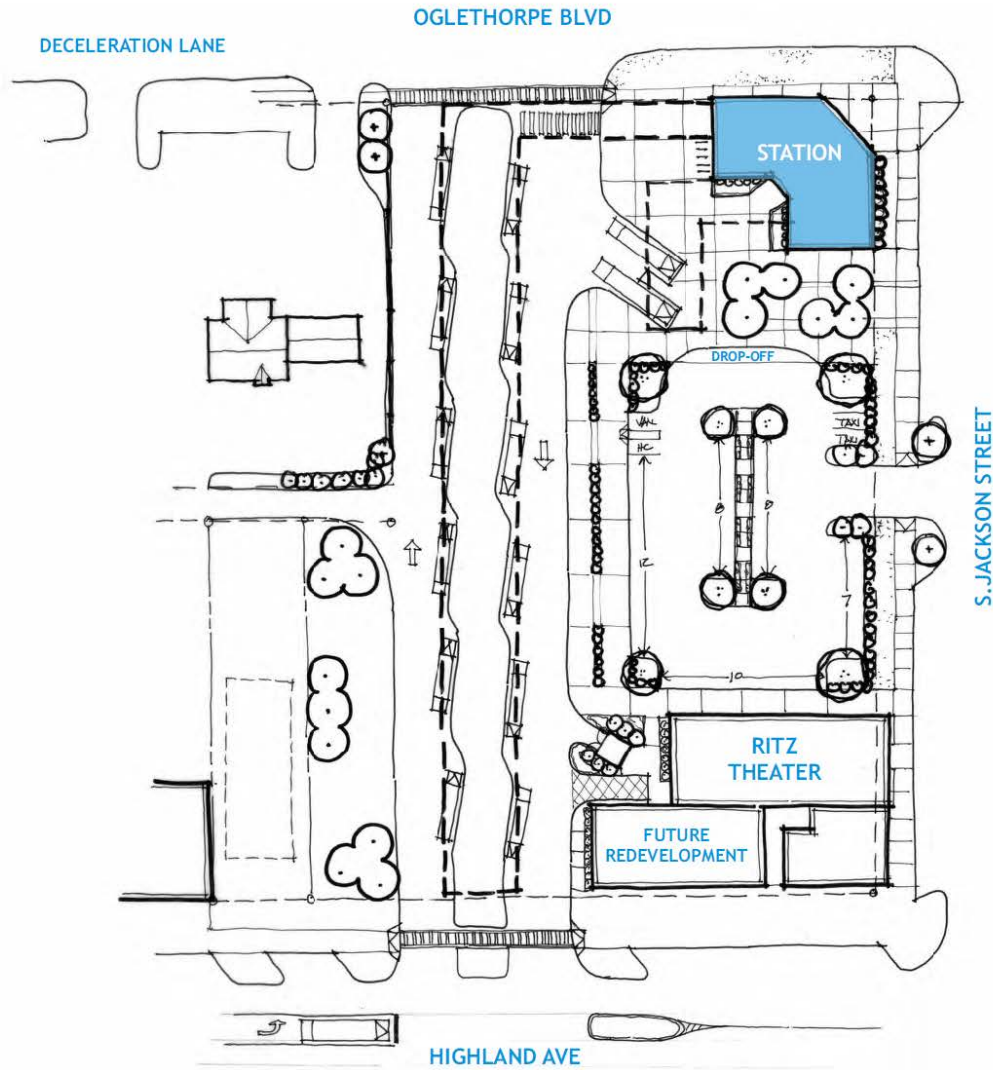 OGLETHORPE BLVD
DECELERATION LANE
STATION
DROP-OFF
VAN
TAXI
HC
TAXI
8
8
12
7
10
S.JACKSON STREET
RITZ
THEATER
FUTURE
REDEVELOPMENT
HIGHLAND AVE